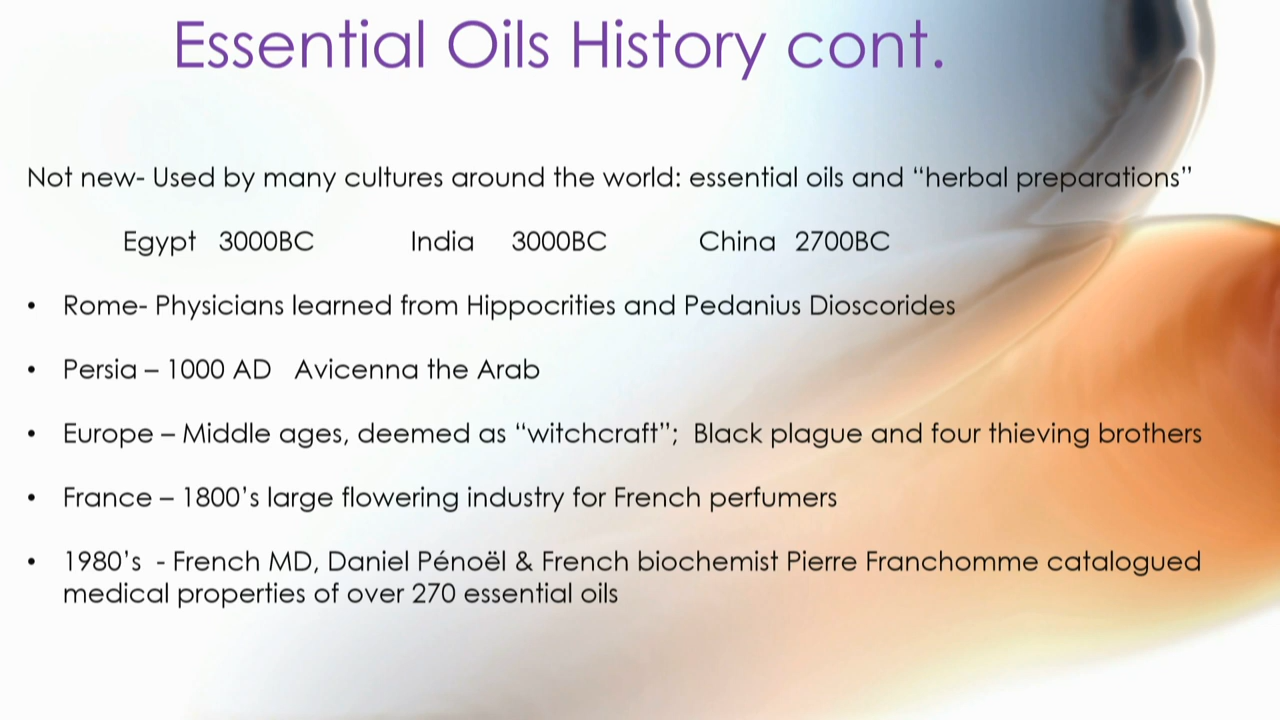 Essential Oils History cont.
Not new- Used by many cultures around the world: essential oils and “herbal preparations”
Egypt 3000BC India 3000BC China 2700BC
• Rome- Physicians learned from Hippocrities and Pedanius Dioscorides
• Persia – 1000 AD Avicenna the Arab
• Europe – Middle ages, deemed as “witchcraft”; Black plague and four thieving brothers
• France – 1800’s large flowering industry for French perfumers
• 1980’s - French MD, Daniel Pénoël & French biochemist Pierre Franchomme catalogued
medical properties of over 270 essential oils